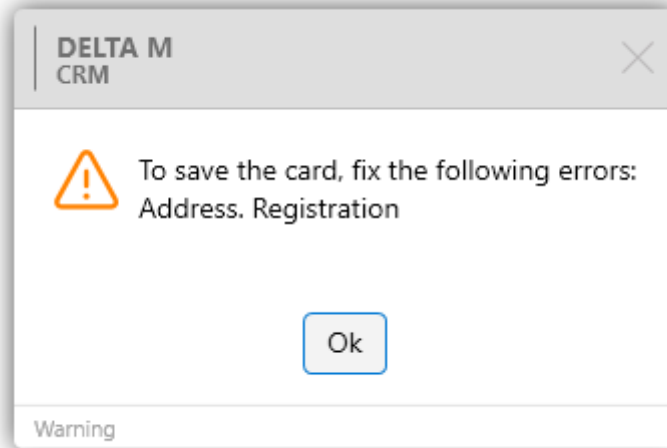 DELTA M
CRM
To save the card, fix the following errors:
Address. Registration
Ok
Warning